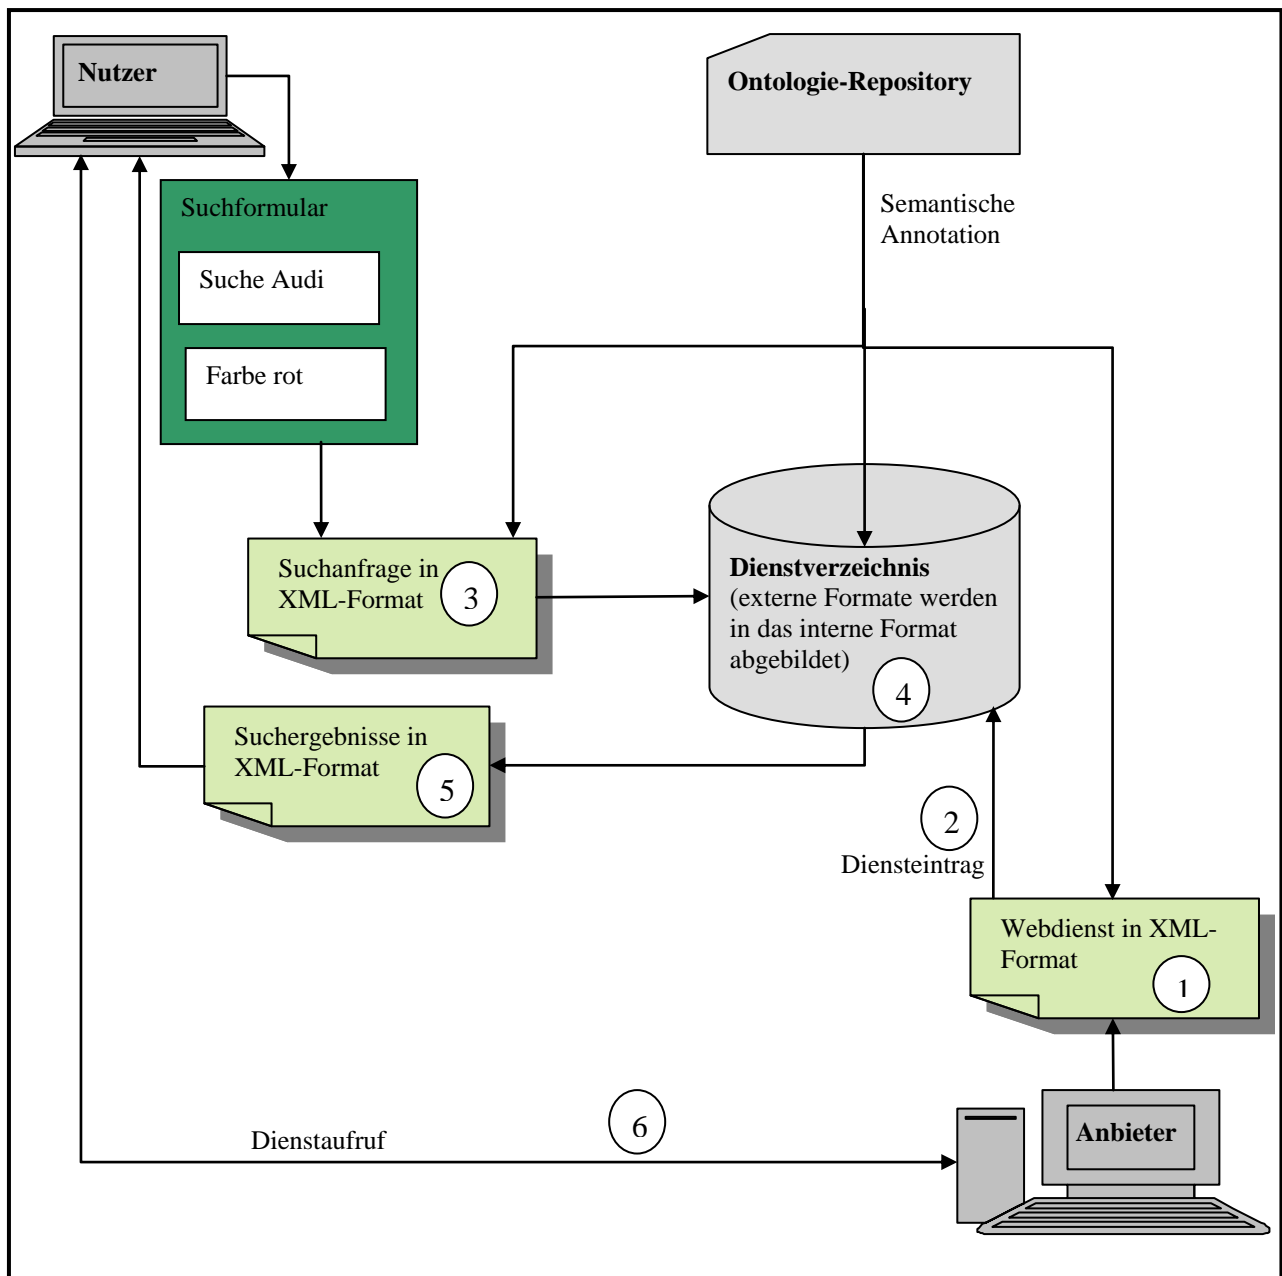 Nutzer
Ontologie-Repository
Semantische
Annotation
Suchformular
Suche Audi
Farbe rot
Suchanfrage in
XML-Format
3
Dienstverzeichnis
(externe Formate werden
in das interne Format
abgebildet)
4
Suchergebnisse in
XML-Format
5
2
Diensteintrag
Webdienst in XML-
Format
1
Anbieter
6
Dienstaufruf